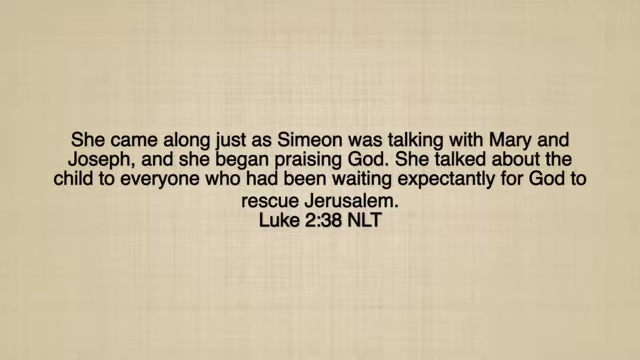 She came along just as Simeon was talking with Mary and
Joseph, and she began praising God. She talked about the
child to everyone who had been waiting expectantly for God to
rescue Jerusalem.
Luke 2:38 NLT